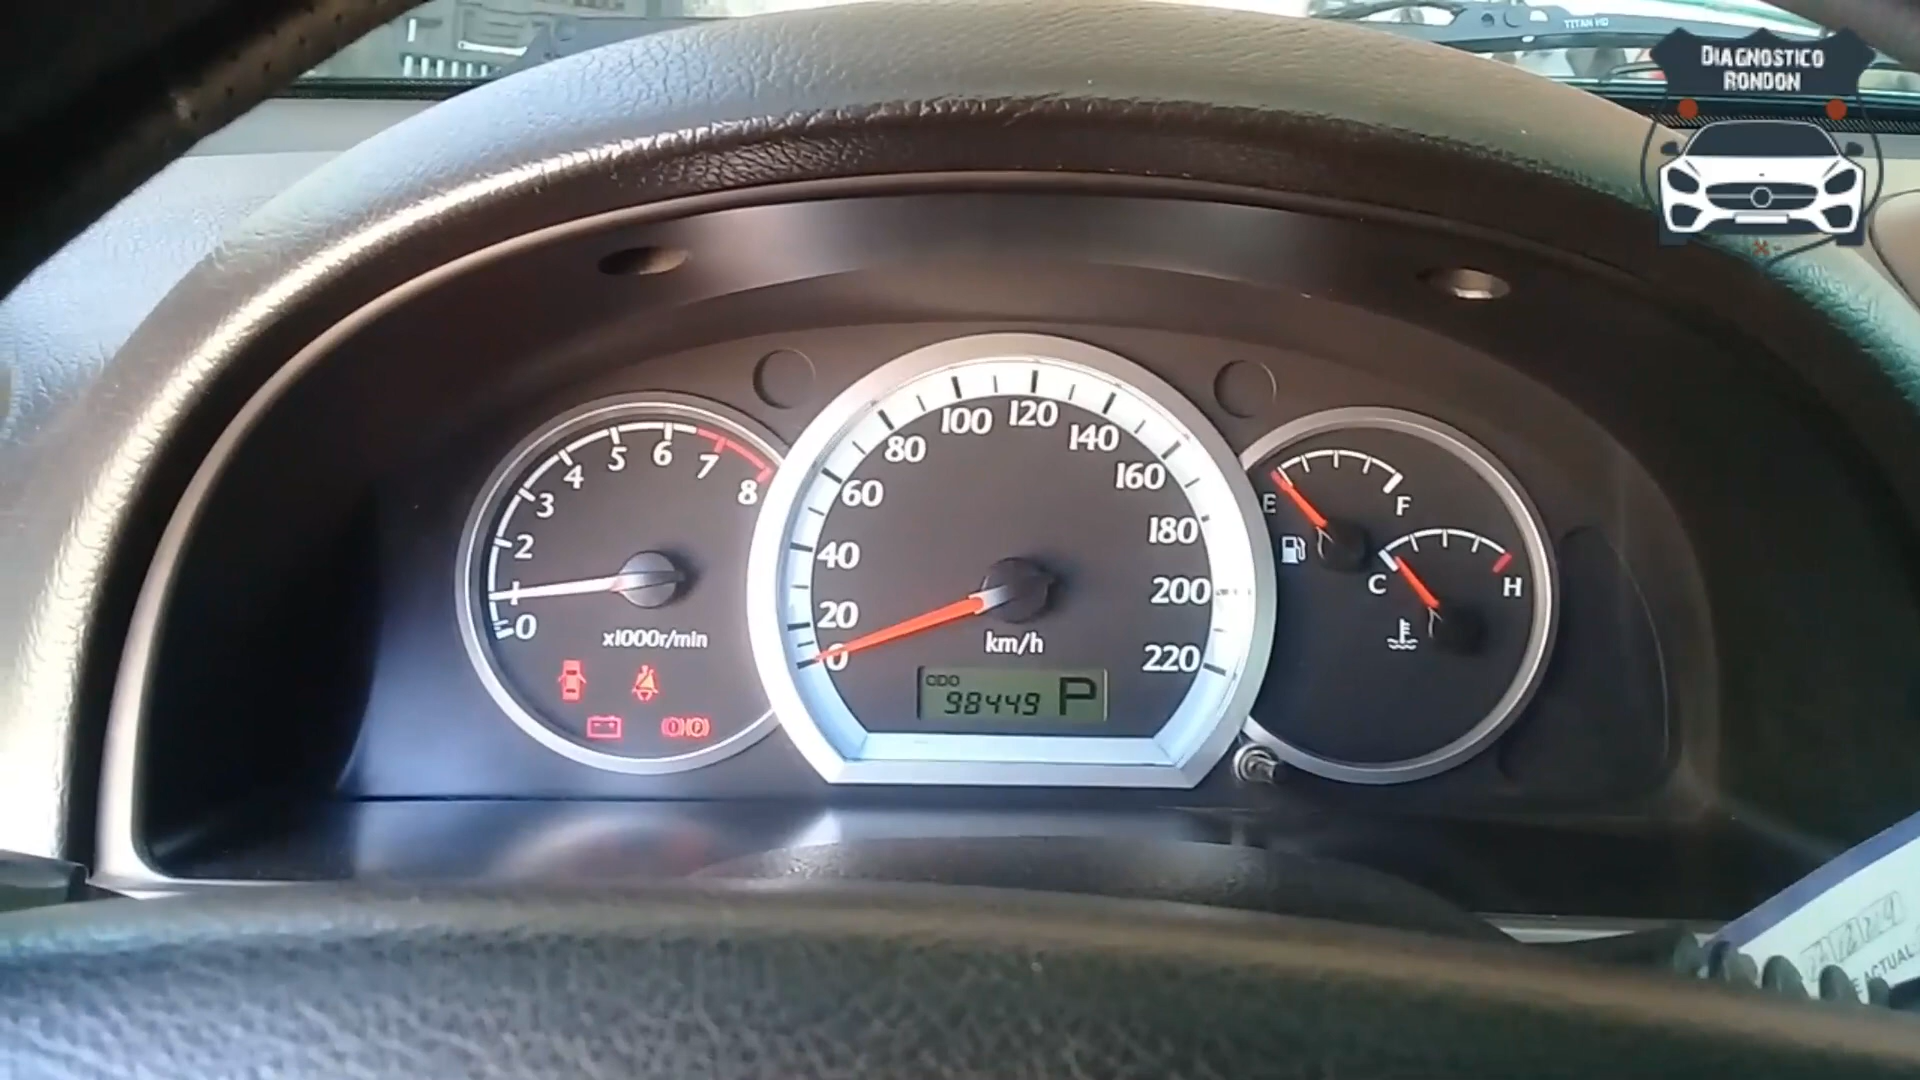 TITAN HD
DIAGNOSTICO
RONDON
0
1
2
3
4
5
6
7
8
x1000r/min
0
20
40
60
80
100
120
140
160
180
200
220
km/h
ODO
98449 P
E
F
C
H
ACTUAL